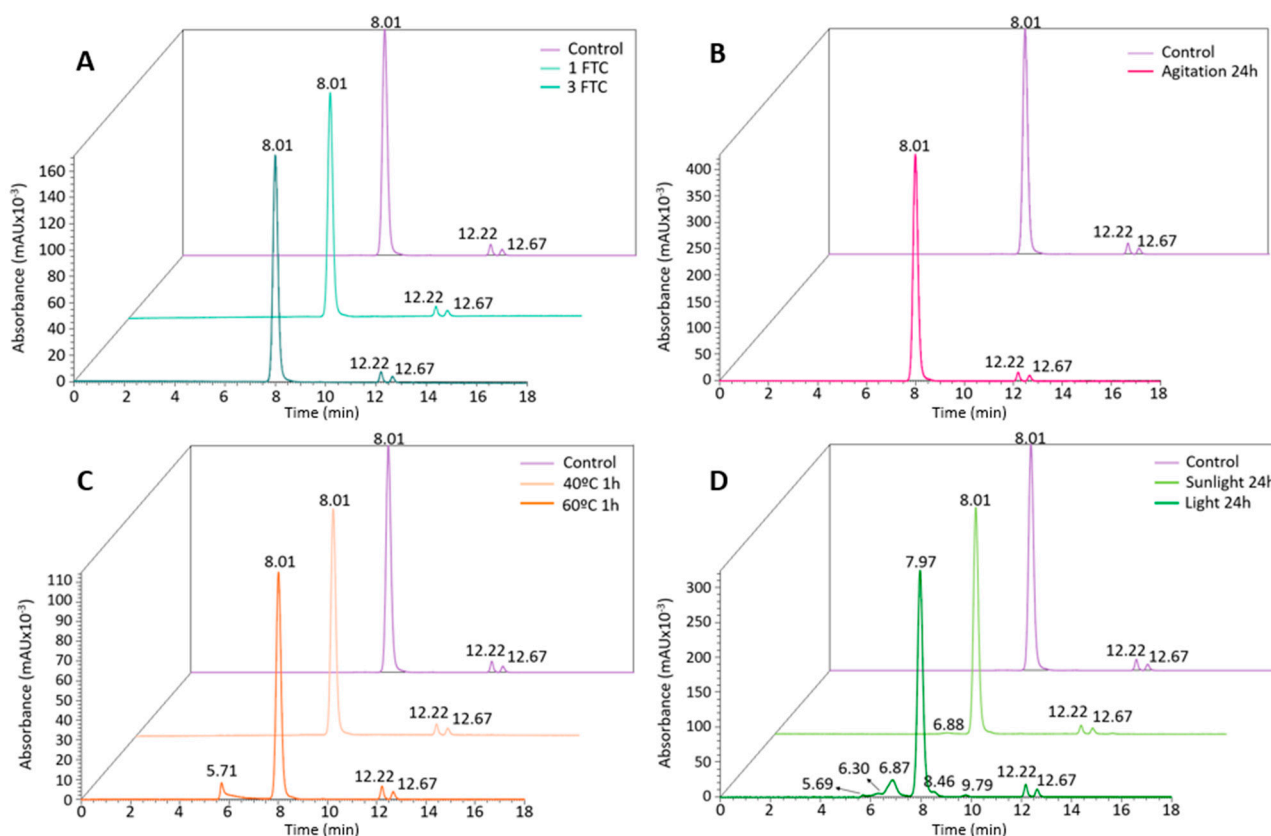 A
8.01
Control
1 FTC
3 FTC
8.01
8.01
12.22
12.67
12.22
12.67
12.22
12.67
Absorbance (mAUx10-3)
160
140
120
100
80
60
40
20
0
0 2 4 6 8 10 12 14 16 18
Time (min)
B
8.01
Control
Agitation 24h
8.01
12.22
12.67
12.22
12.67
Absorbance (mAUx10-3)
400
350
300
250
200
150
100
50
0
0 2 4 6 8 10 12 14 16 18
Time (min)
C
8.01
Control
40ºC 1h
60ºC 1h
8.01
8.01
12.22
12.67
12.22
12.67
5.71
12.22
12.67
Absorbance (mAUx10-3)
110
100
90
80
70
60
50
40
30
20
10
0
0 2 4 6 8 10 12 14 16 18
Time (min)
D
8.01
Control
Sunlight 24h
Light 24h
8.01
7.97
12.22
12.67
6.88
12.22
12.67
5.69
6.30
6.87
8.46
9.79
12.22
12.67
Absorbance (mAUx10-3)
300
250
200
150
100
50
0
0 2 4 6 8 10 12 14 16 18
Time (min)